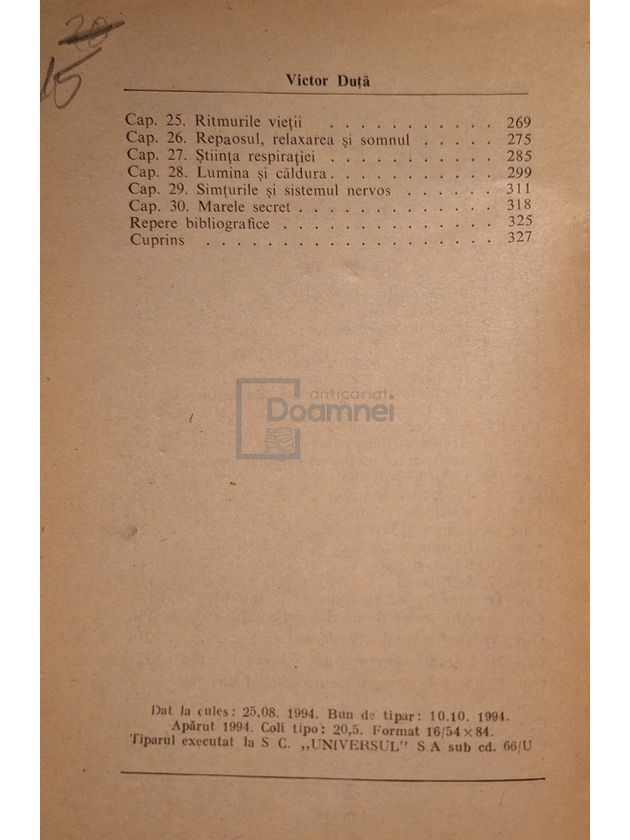 20
15
Victor Duță
Cap. 25. Ritmurile vieții . . . . . . . . . . . 269
Cap. 26. Repaosul, relaxarea și somnul . . . . . 275
Cap. 27. Știința respirației . . . . . . . . . . . 285
Cap. 28. Lumina și căldura . . . . . . . . . . . 299
Cap. 29. Simțurile și sistemul nervos . . . . . . 311
Cap. 30. Marele secret . . . . . . . . . . . . . 318
Repere bibliografice . . . . . . . . . . . . . . 325
Cuprins . . . . . . . . . . . . . . . . . . . 327
anticariat.
Doamnei
Dat la cules: 25.08. 1994. Bun de tipar: 10.10. 1994.
Apărut 1994. Coli tipo: 20,5. Format 16/54×84.
Tiparul executat la S C. ,,UNIVERSUL" S A sub cd. 66/U